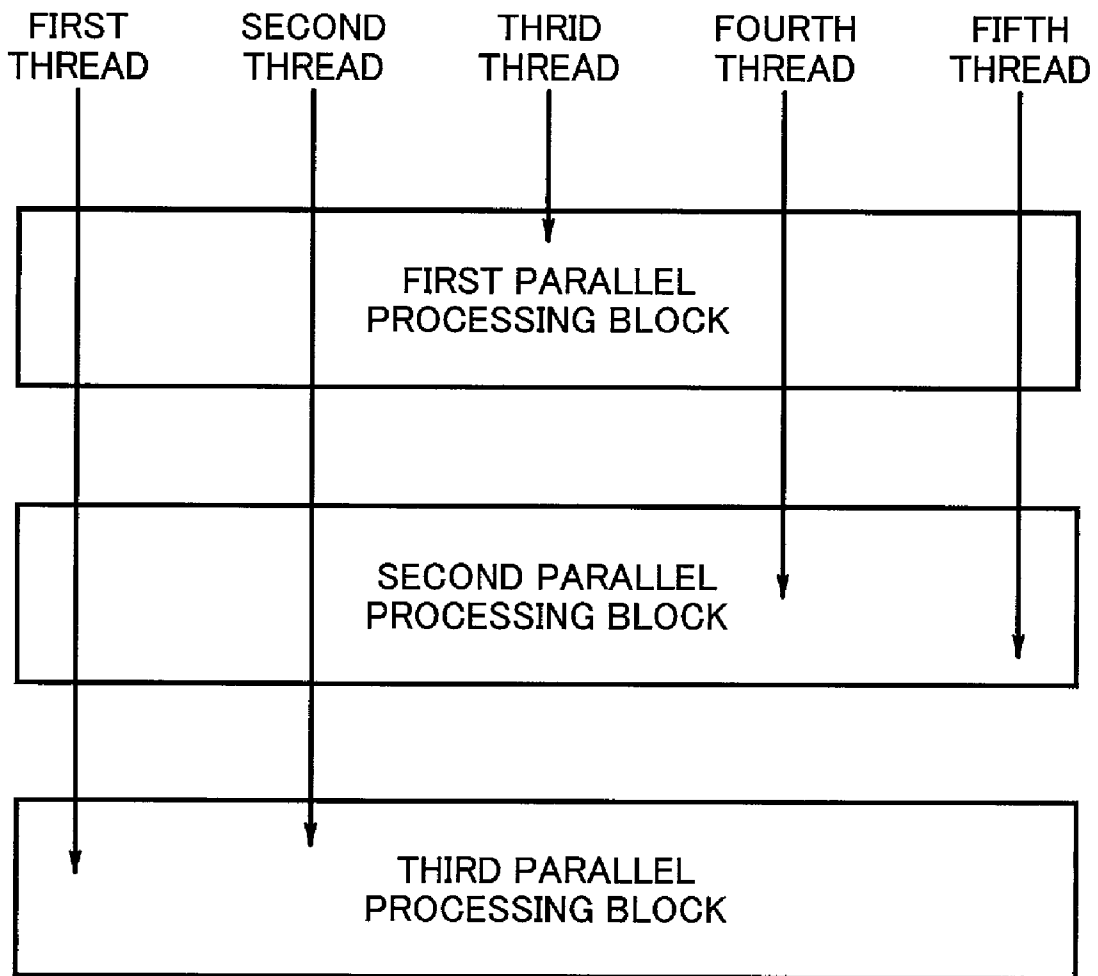 FIRST
THREAD
SECOND
THREAD
THRID
THREAD
FOURTH
THREAD
FIFTH
THREAD
FIRST PARALLEL
PROCESSING BLOCK
SECOND PARALLEL
PROCESSING BLOCK
THIRD PARALLEL
PROCESSING BLOCK